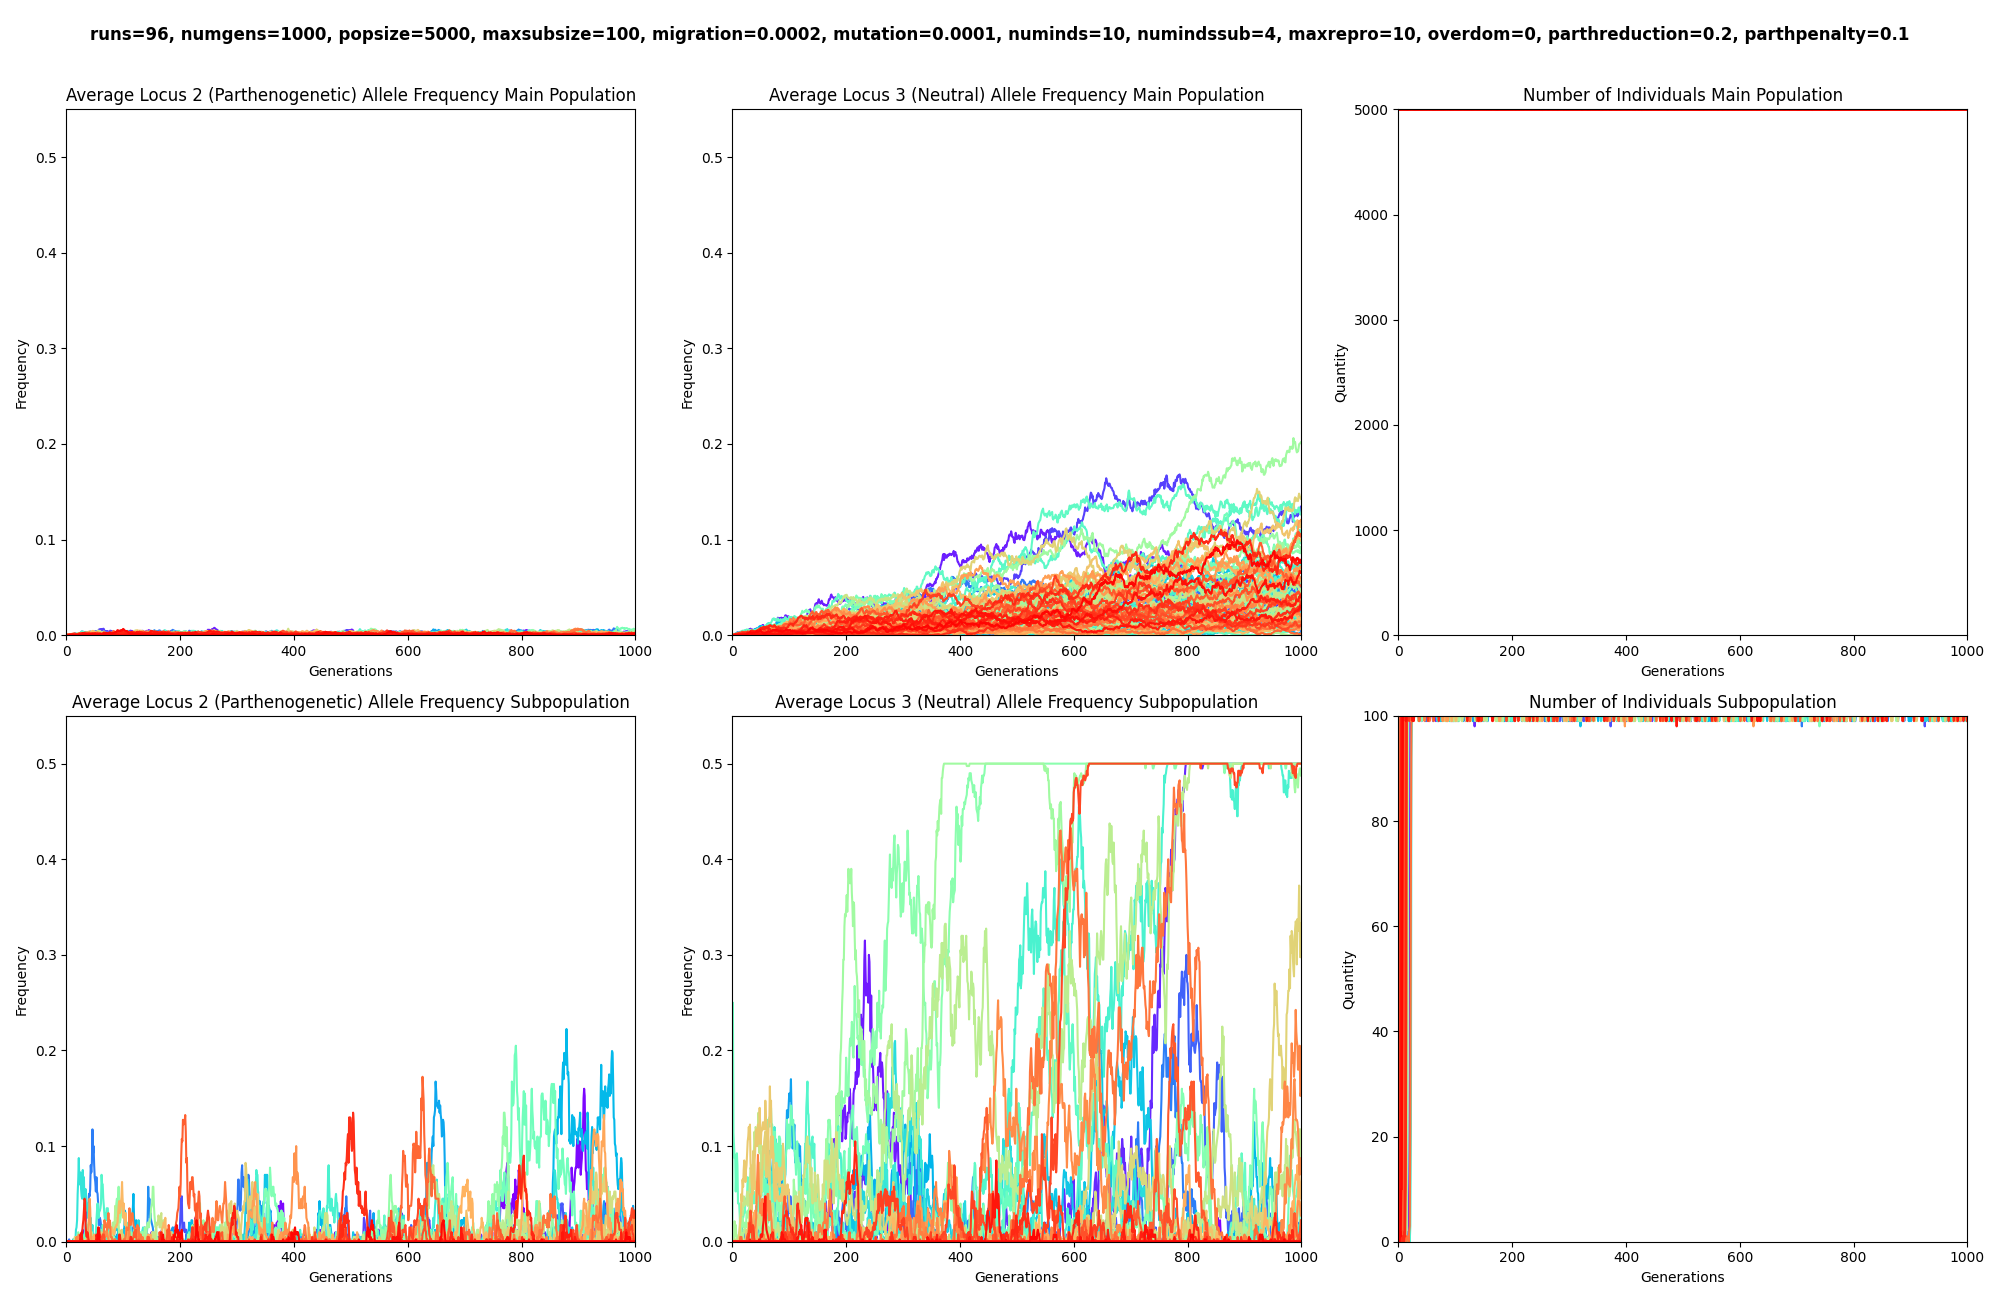 runs=96, numgens=1000, popsize=5000, maxsubsize=100, migration=0.0002, mutation=0.0001, numinds=10, numindssub=4, maxrepro=10, overdom=0, parthreduction=0.2, parthpenalty=0.1
Average Locus 2 (Parthenogenetic) Allele Frequency Main Population
Frequency
0.5
0.4
0.3
0.2
0.1
0.0
0 200 400 600 800 1000
Generations
Average Locus 3 (Neutral) Allele Frequency Main Population
Frequency
0.5
0.4
0.3
0.2
0.1
0.0
0 200 400 600 800 1000
Generations
Number of Individuals Main Population
Quantity
5000
4000
3000
2000
1000
0
0 200 400 600 800 1000
Generations
Average Locus 2 (Parthenogenetic) Allele Frequency Subpopulation
Frequency
0.5
0.4
0.3
0.2
0.1
0.0
0 200 400 600 800 1000
Generations
Average Locus 3 (Neutral) Allele Frequency Subpopulation
Frequency
0.5
0.4
0.3
0.2
0.1
0.0
0 200 400 600 800 1000
Generations
Number of Individuals Subpopulation
Quantity
100
80
60
40
20
0
0 200 400 600 800 1000
Generations